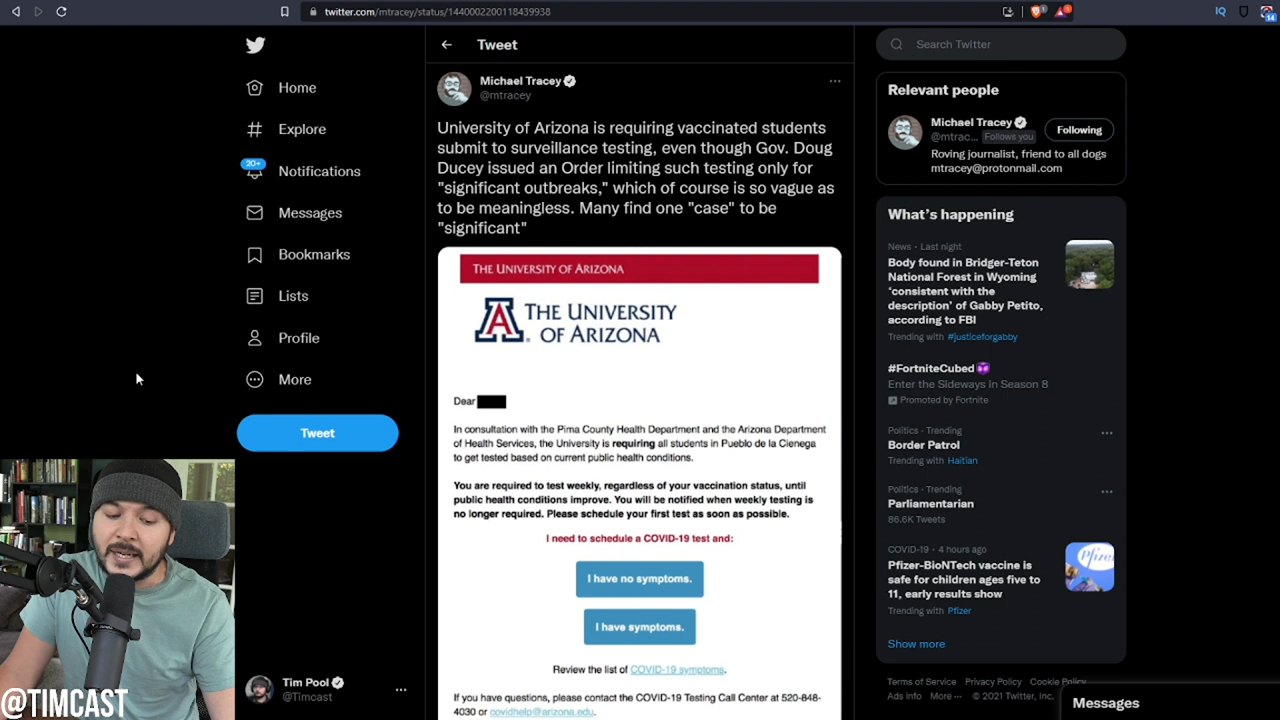 twitter.com/mtracey/status/1440002200118439938
Home
Explore
20+
Notifications
Messages
Bookmarks
Lists
Profile
More
Tweet
Tim Pool
@Timcast
@TIMCAST
Tweet
Michael Tracey
@mtracey
University of Arizona is requiring vaccinated students
submit to surveillance testing, even though Gov. Doug
Ducey issued an Order limiting such testing only for
"significant outbreaks," which of course is so vague as
to be meaningless. Many find one "case" to be
"significant"
THE UNIVERSITY OF ARIZONA
A THE UNIVERSITY
OF ARIZONA
Dear
In consultation with the Pima County Health Department and the Arizona Department
of Health Services, the University is requiring all students in Pueblo de la Cienega
to get tested based on current public health conditions.
You are required to test weekly, regardless of your vaccination status, until
public health conditions improve. You will be notified when weekly testing is
no longer required. Please schedule your first test as soon as possible.
I need to schedule a COVID-19 test and:
I have no symptoms.
I have symptoms.
Review the list of COVID-19 symptoms.
If you have questions, please contact the COVID-19 Testing Call Center at 520-848-
4030 or covidhelp@arizona.edu.
IQ
14
Search Twitter
Relevant people
Michael Tracey
@mtrac... Follows you
Following
Roving journalist, friend to all dogs
mtracey@protonmail.com
What's happening
News · Last night
Body found in Bridger-Teton
National Forest in Wyoming
'consistent with the
description' of Gabby Petito,
according to FBI
Trending with #justiceforgabby
#FortniteCubed
Enter the Sideways In Season 8
Promoted by Fortnite
Politics · Trending
Border Patrol
Trending with Haitian
Politics · Trending
Parliamentarian
86.6K Tweets
COVID-19 · 4 hours ago
Pfizer-BioNTech vaccine is
safe for children ages five to
11, early results show
Trending with Pfizer
Show more
Terms of Service Privacy Policy Cookie Policy
Ads info More ··· © 2021 Twitter, Inc.
Messages